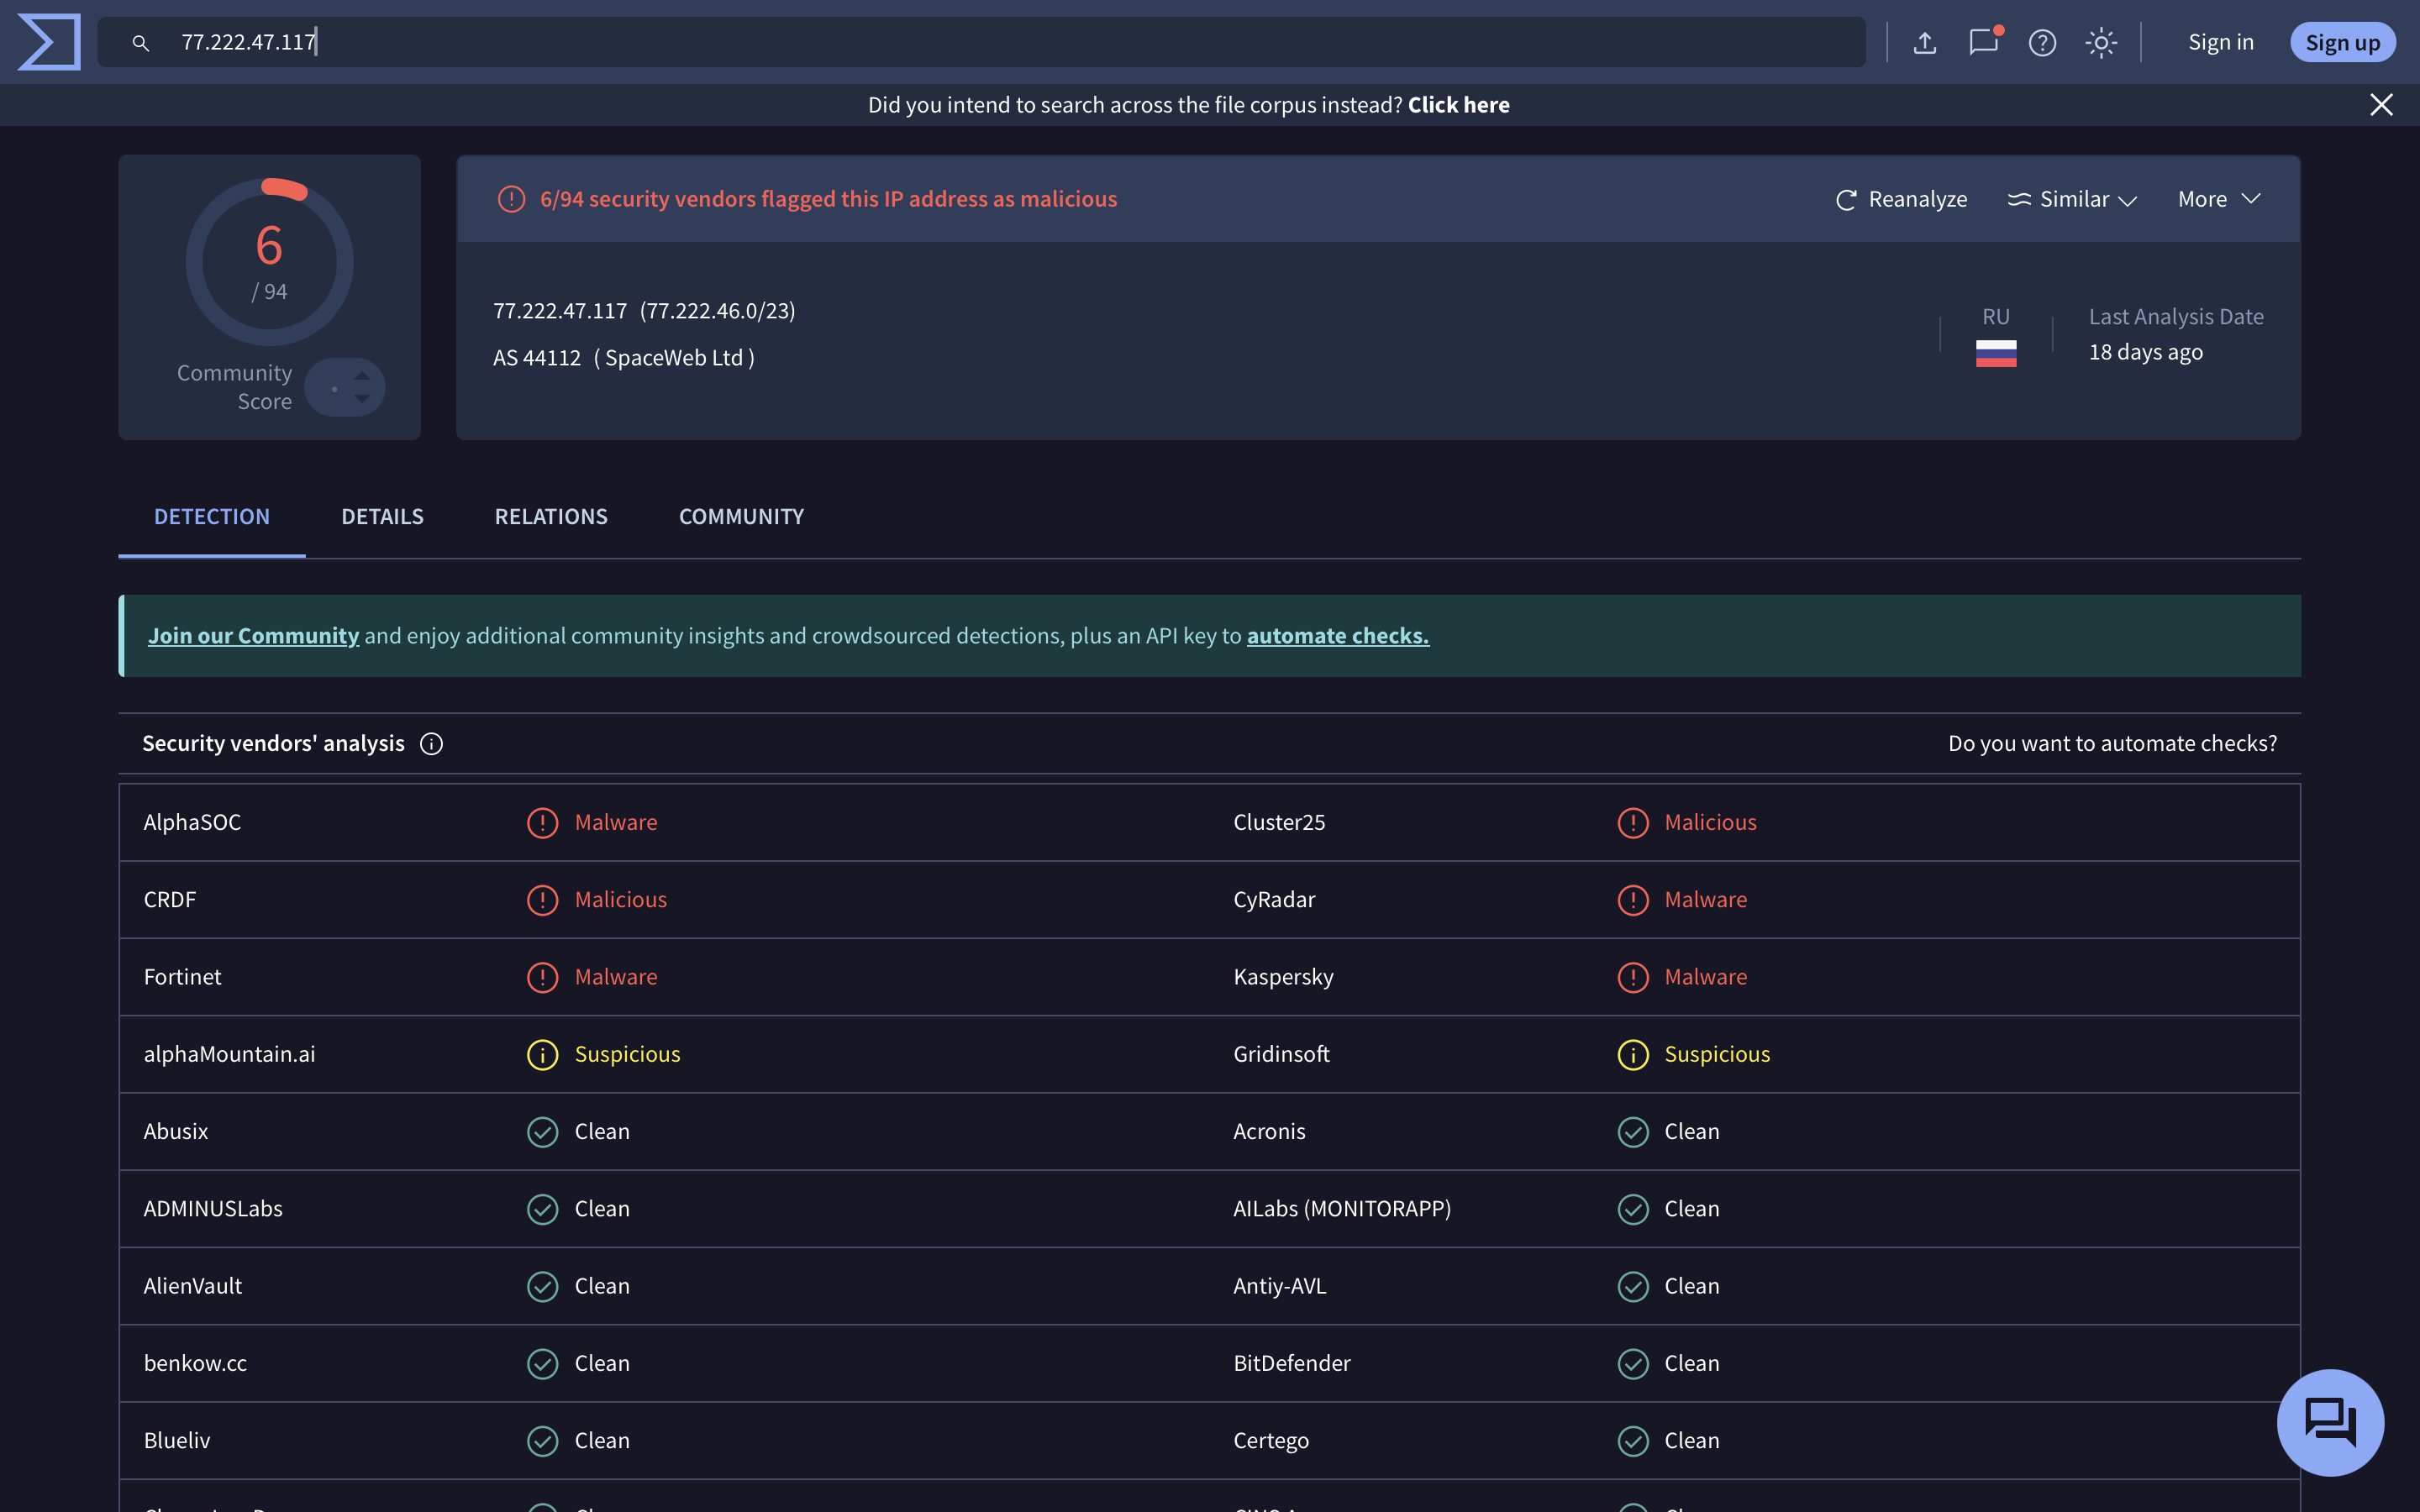 77.222.47.117
Sign in
Sign up
Did you intend to search across the file corpus instead? Click here
6
/ 94
Community
Score
6/94 security vendors flagged this IP address as malicious
Reanalyze
Similar
More
77.222.47.117 (77.222.46.0/23)
AS 44112 ( SpaceWeb Ltd )
RU
Last Analysis Date
18 days ago
DETECTION
DETAILS
RELATIONS
COMMUNITY
Join our Community and enjoy additional community insights and crowdsourced detections, plus an API key to automate checks.
Security vendors' analysis
Do you want to automate checks?
AlphaSOC Malware Cluster25 Malicious
CRDF Malicious CyRadar Malware
Fortinet Malware Kaspersky Malware
alphaMountain.ai Suspicious Gridinsoft Suspicious
Abusix Clean Acronis Clean
ADMINUSLabs Clean AILabs (MONITORAPP) Clean
AlienVault Clean Antiy-AVL Clean
benkow.cc Clean BitDefender Clean
Blueliv Clean Certego Clean